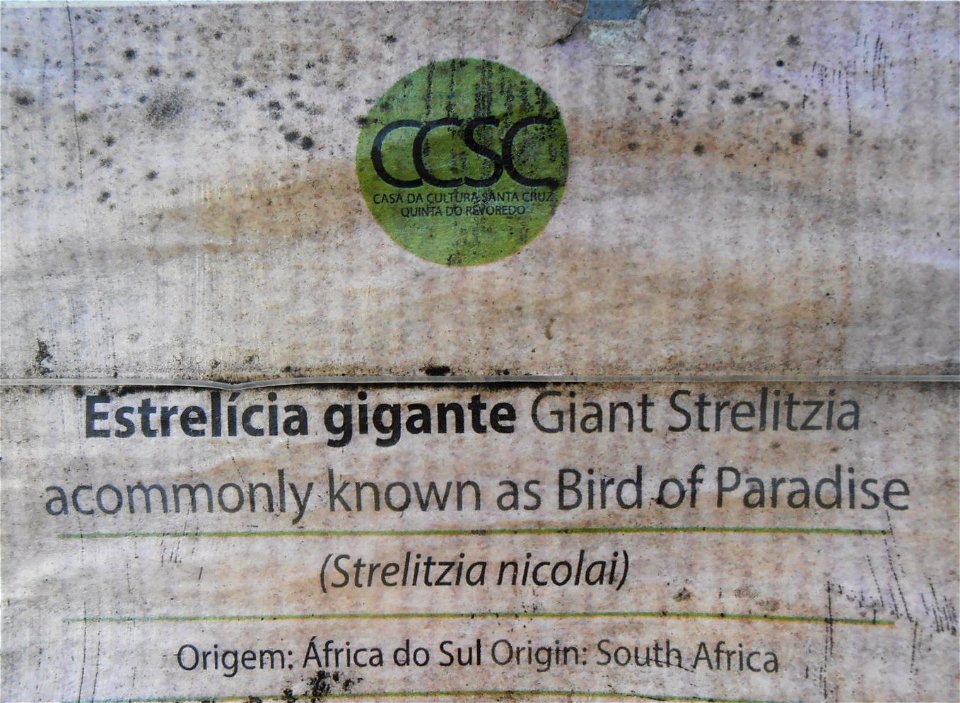 CCSC
CASA DA CULTURA SANTA CRUZ
QUINTA DO REVOREDO
Estrelícia gigante Giant Strelitzia
acommonly known as Bird of Paradise
(Strelitzia nicolai)
Origem: África do Sul Origin: South Africa